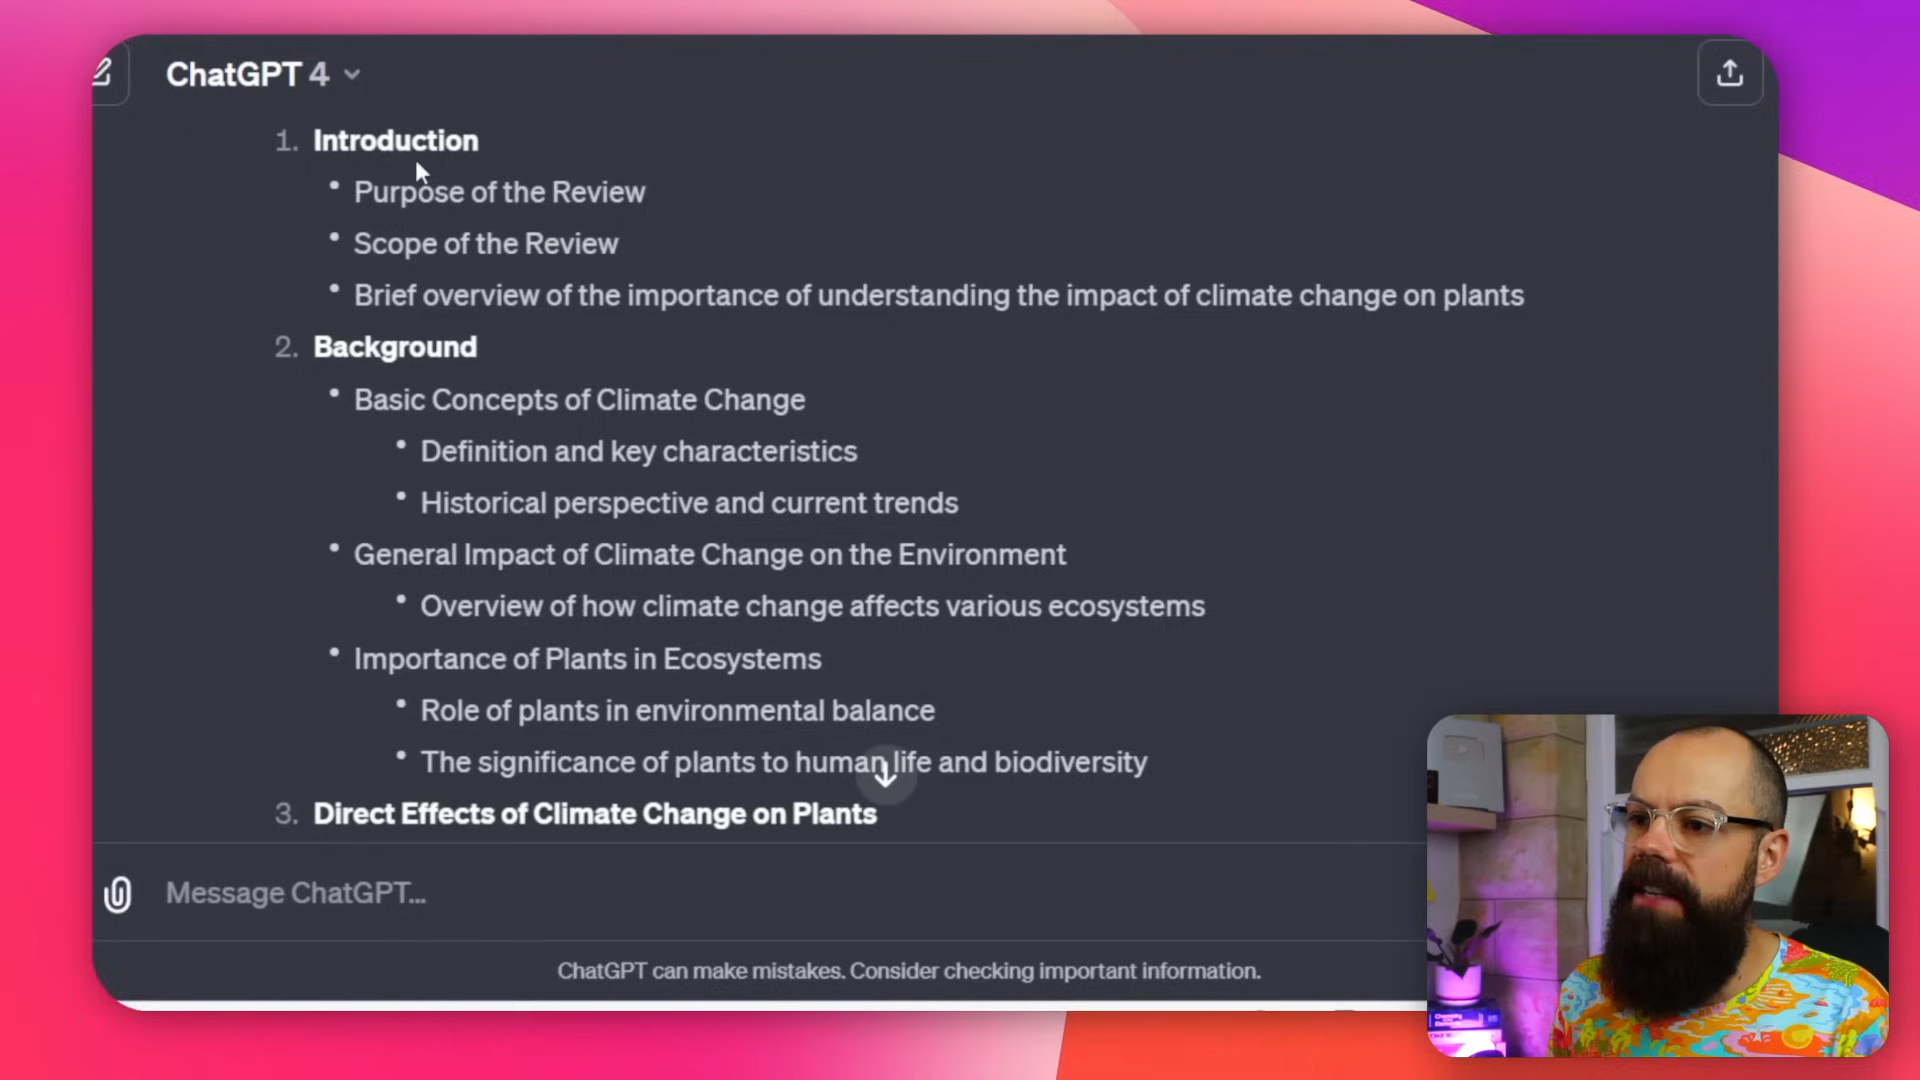 ChatGPT 4
1. Introduction
• Purpose of the Review
• Scope of the Review
• Brief overview of the importance of understanding the impact of climate change on plants
2. Background
• Basic Concepts of Climate Change
• Definition and key characteristics
• Historical perspective and current trends
• General Impact of Climate Change on the Environment
• Overview of how climate change affects various ecosystems
• Importance of Plants in Ecosystems
• Role of plants in environmental balance
• The significance of plants to human life and biodiversity
3. Direct Effects of Climate Change on Plants
Message ChatGPT...
ChatGPT can make mistakes. Consider checking important information.